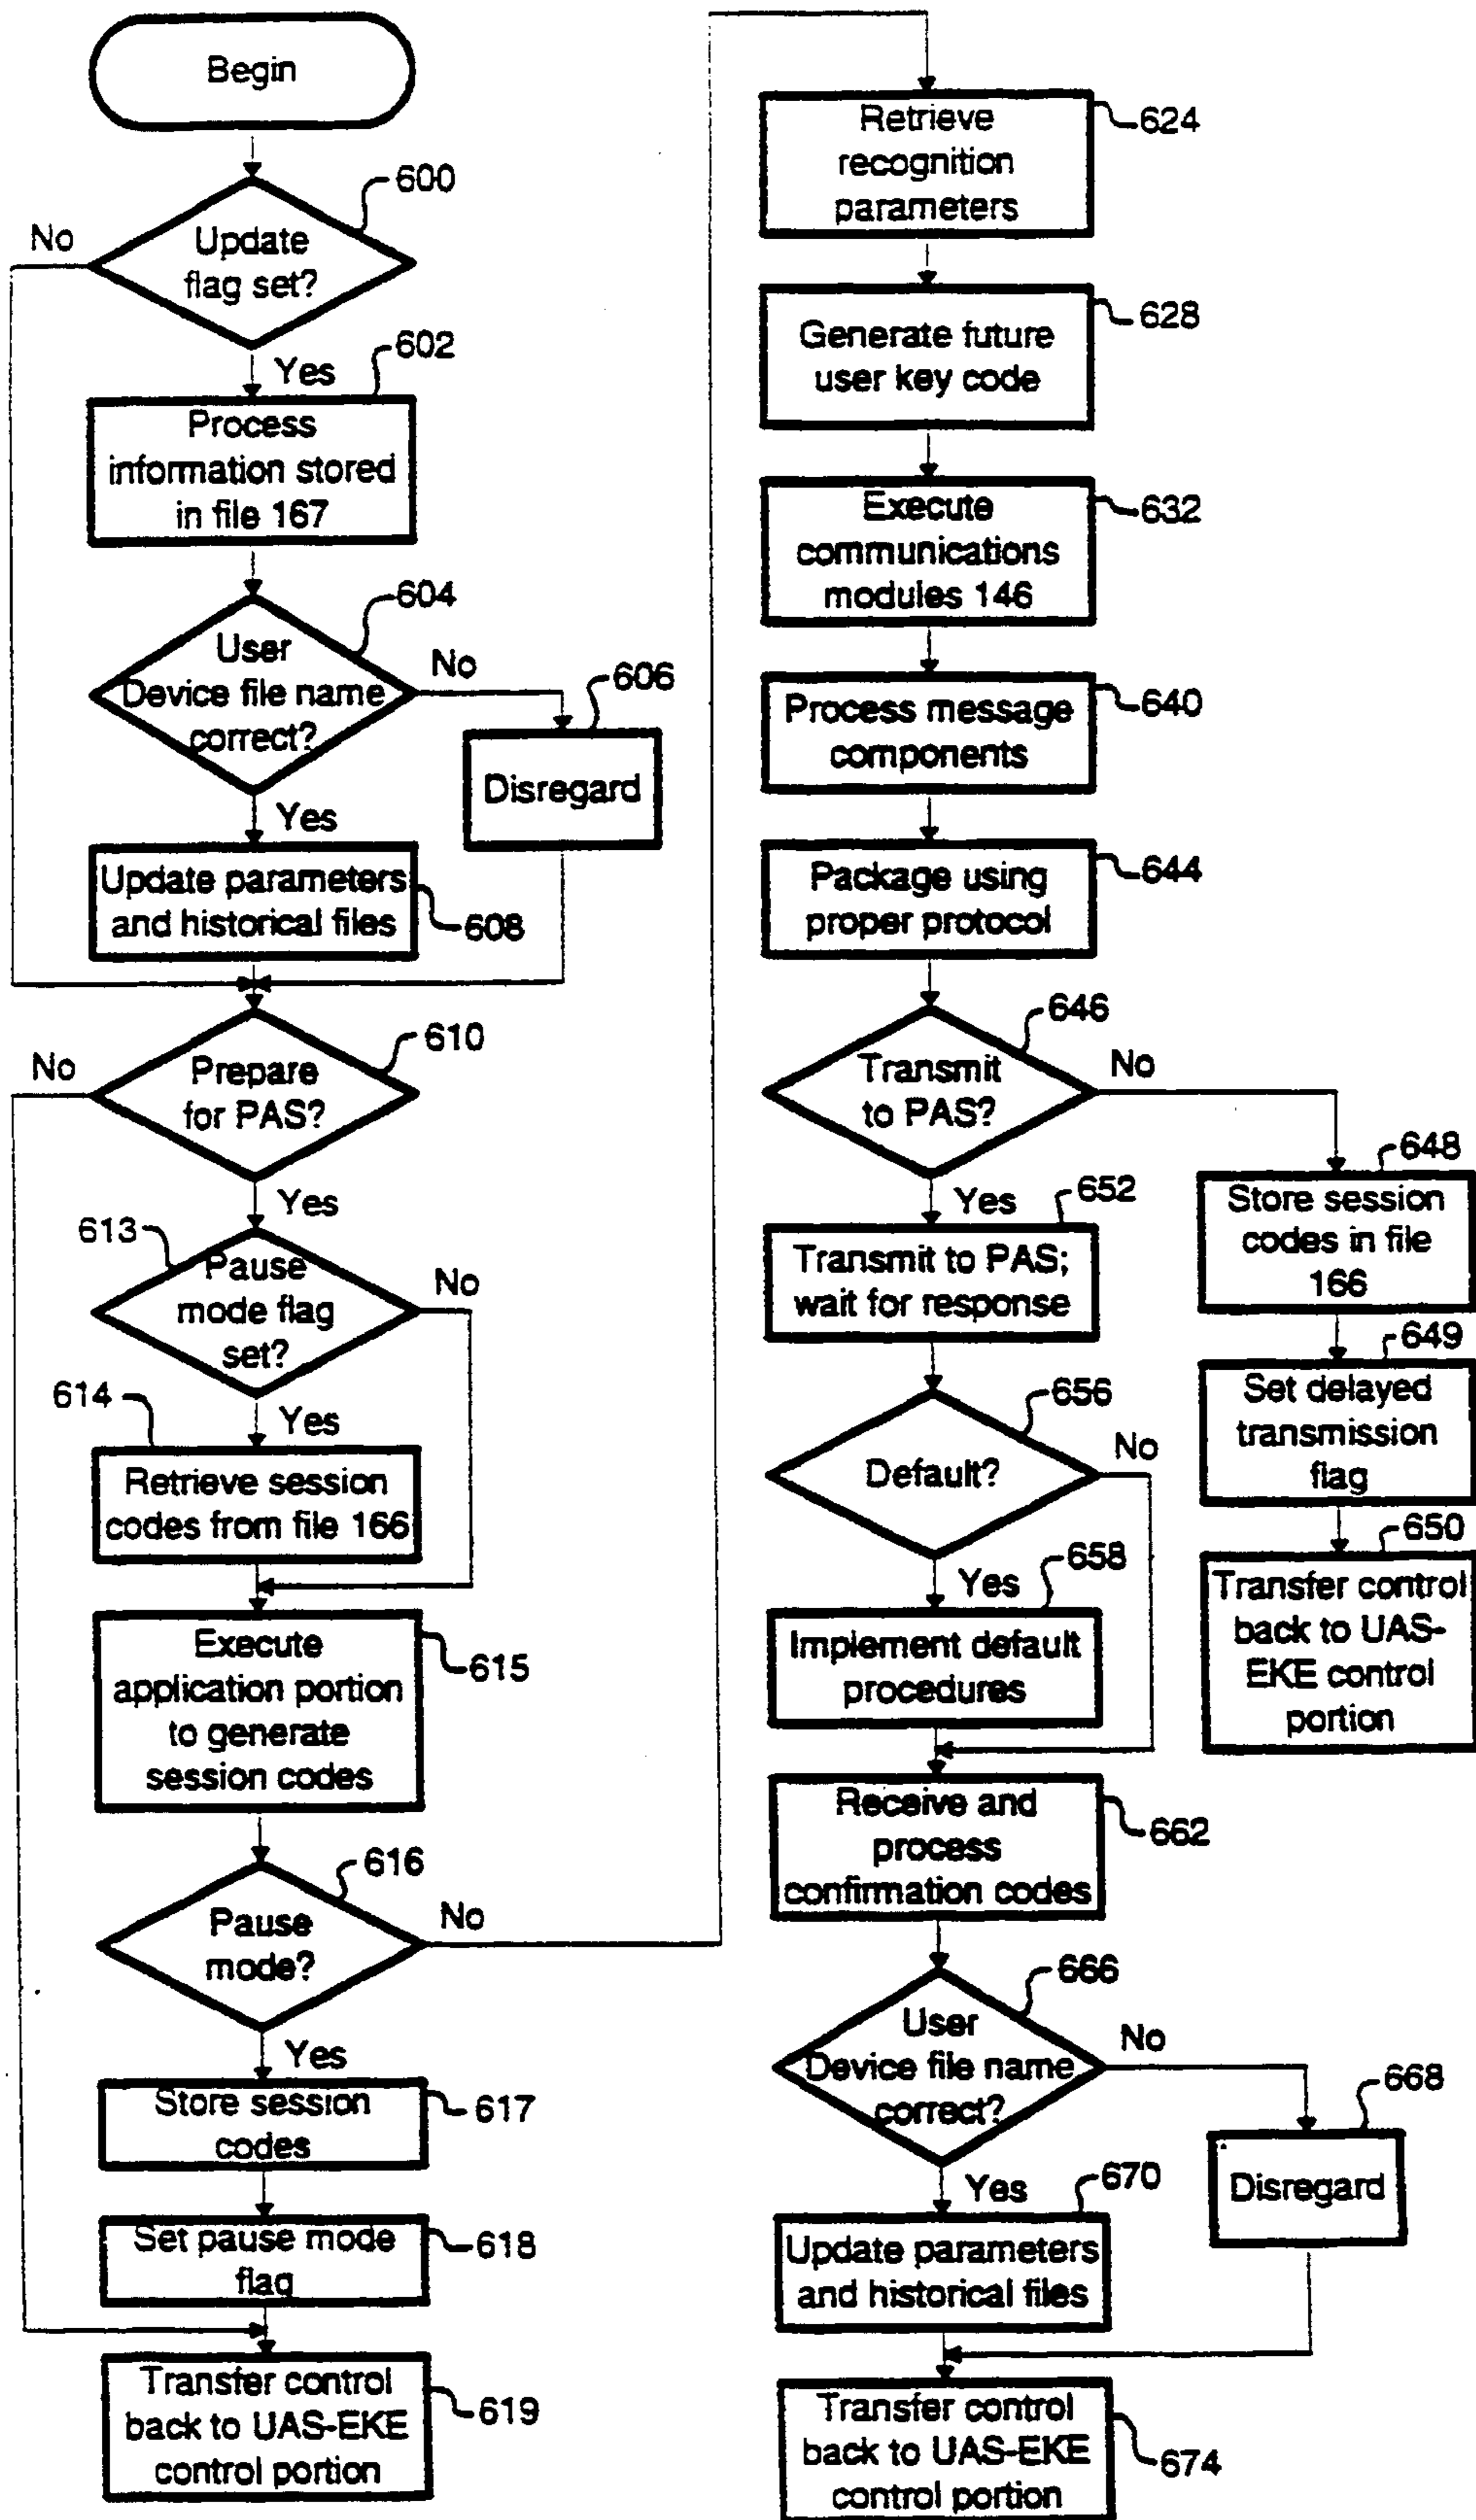 Begin
600
No
Update
flag set?
602
Yes
Process
information stored
in file 167
604
User
Device file name
correct?
No
606
Disregard
Yes
Update parameters
and historical files
608
610
No
Prepare
for PAS?
Yes
613
Pause
mode flag
set?
No
614
Yes
Retrieve session
codes from file 166
Execute
application portion
to generate
session codes
615
616
Pause
mode?
No
Yes
Store session
codes
617
Set pause mode
flag
618
Transfer control
back to UAS-EKE
control portion
619
Retrieve
recognition
parameters
624
Generate future
user key code
628
Execute
communications
modules 146
632
Process message
components
640
Package using
proper protocol
644
646
Transmit
to PAS?
No
648
Store session
codes in file
166
649
Set delayed
transmission
flag
650
Transfer control
back to UAS-
EKE control
portion
Yes
652
Transmit to PAS;
wait for response
656
Default?
No
Yes
658
Implement default
procedures
Receive and
process
confirmation codes
662
666
User
Device file name
correct?
No
668
Disregard
Yes
670
Update parameters
and historical files
Transfer control
back to UAS-EKE
control portion
674